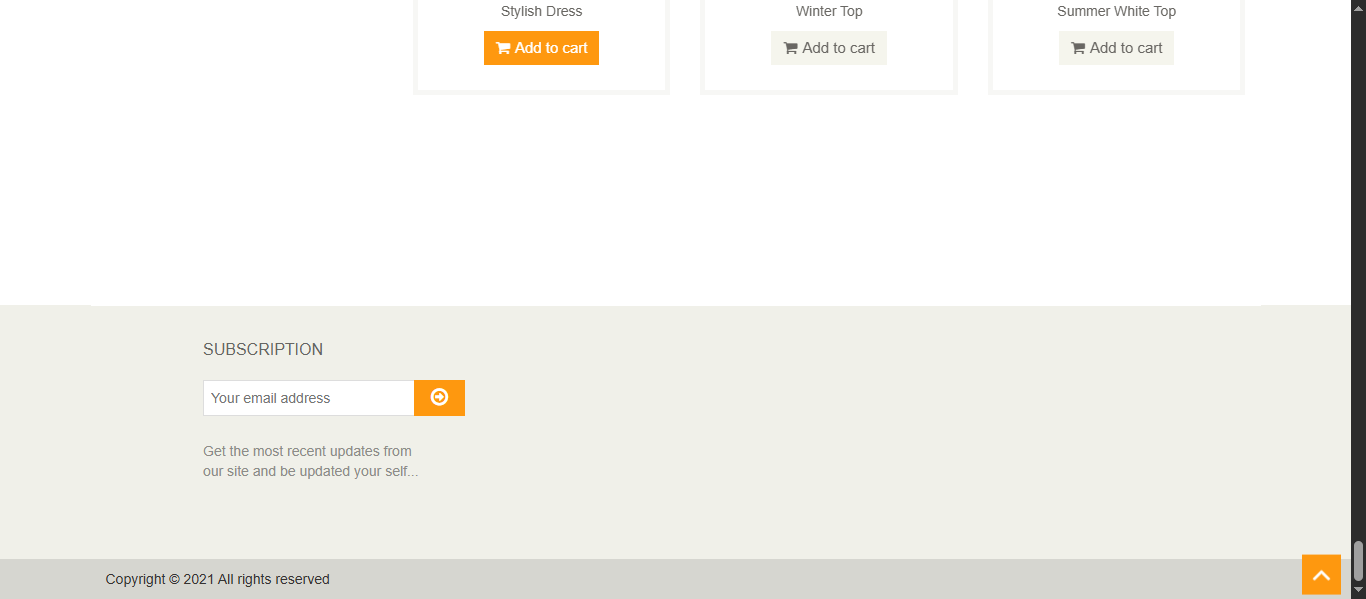 Stylish Dress
Winter Top
Summer White Top
Add to cart
Add to cart
Add to cart
SUBSCRIPTION
Your email address
Get the most recent updates from
our site and be updated your self...
Copyright © 2021 All rights reserved